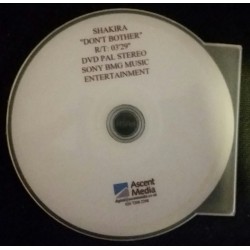 SHAKIRA
"DON'T BOTHER"
R/T: 03'29"
DVD PAL STEREO
SONY BMG MUSIC
ENTERTAINMENT
Ascent
Media